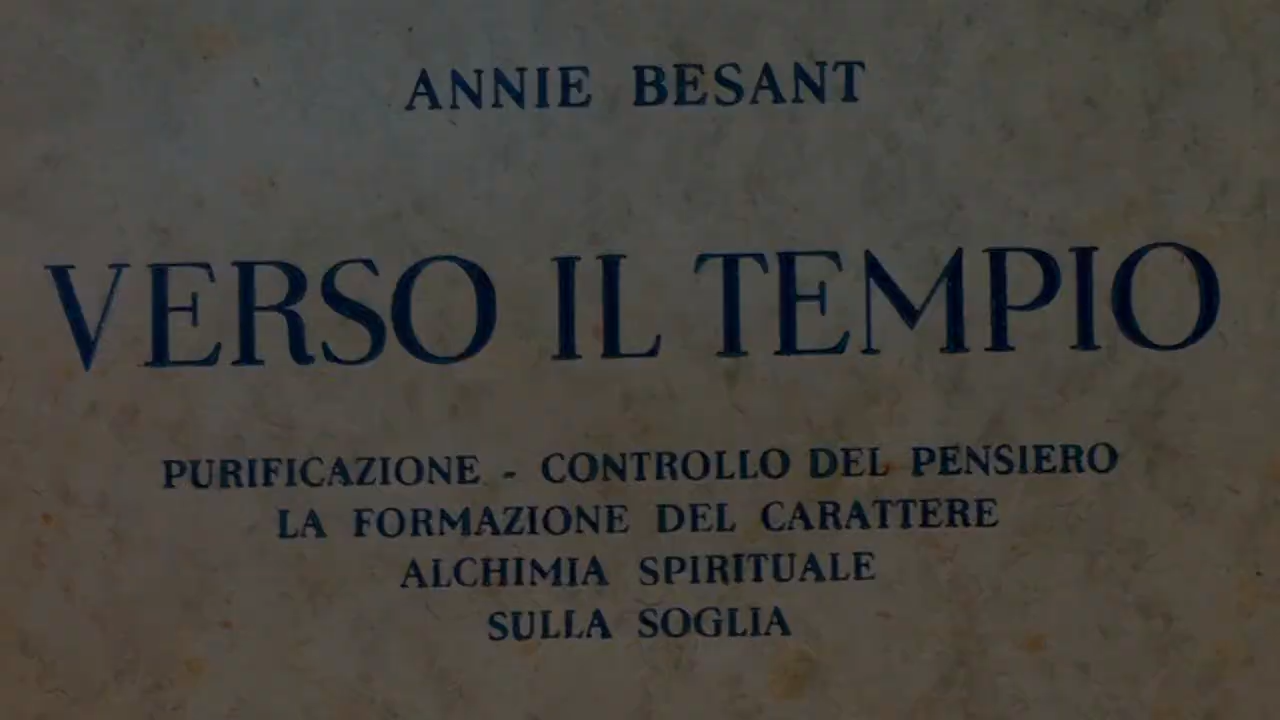 ANNIE BESANT
VERSO IL TEMPIO
PURIFICAZIONE - CONTROLLO DEL PENSIERO
LA FORMAZIONE DEL CARATTERE
ALCHIMIA SPIRITUALE
SULLA SOGLIA